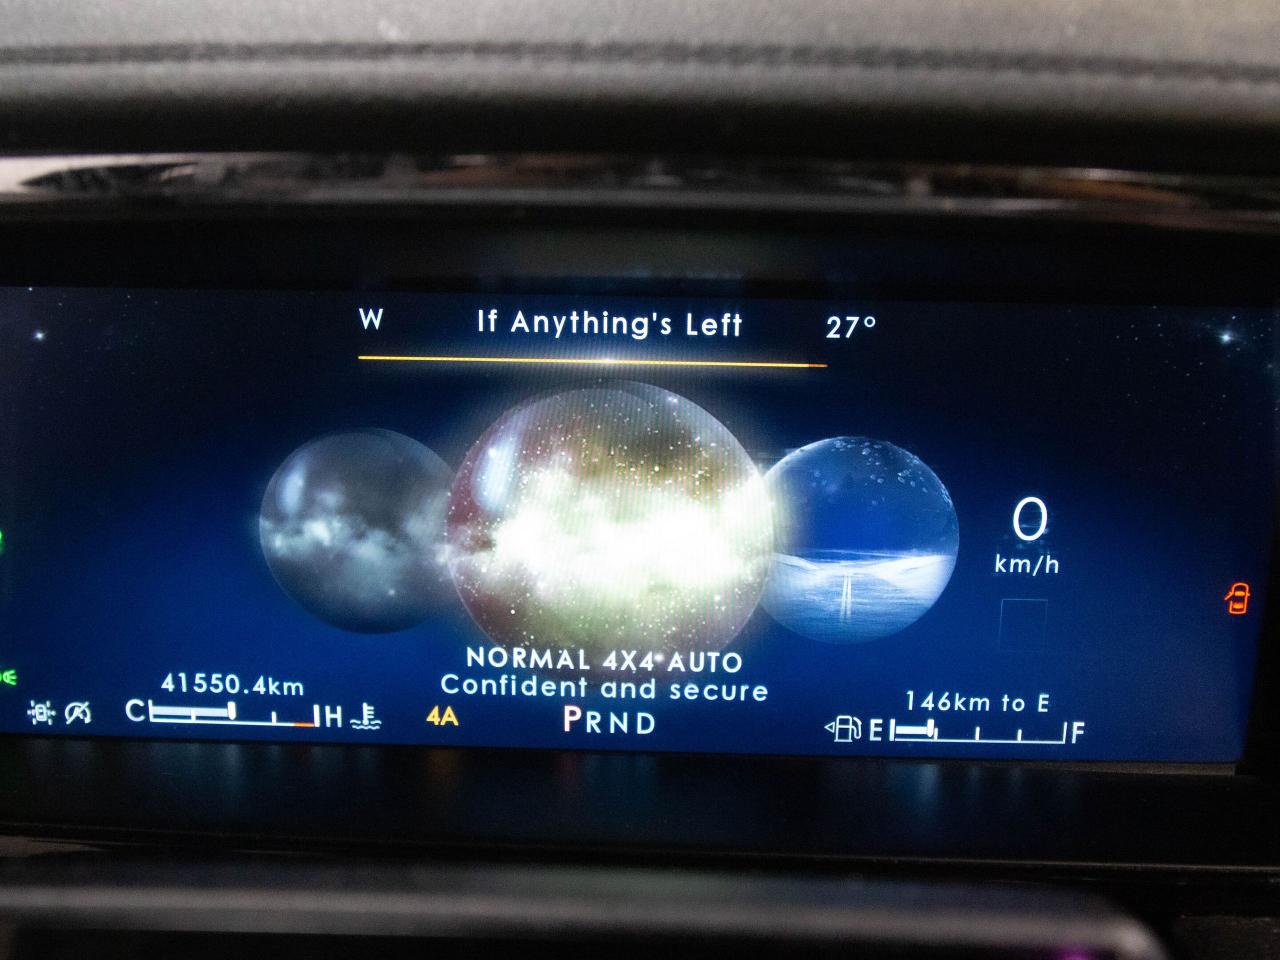 W If Anything's Left 27°
0
km/h
NORMAL 4X4 AUTO
Confident and secure
41550.4km
146km to E
C H 4A PRND E F